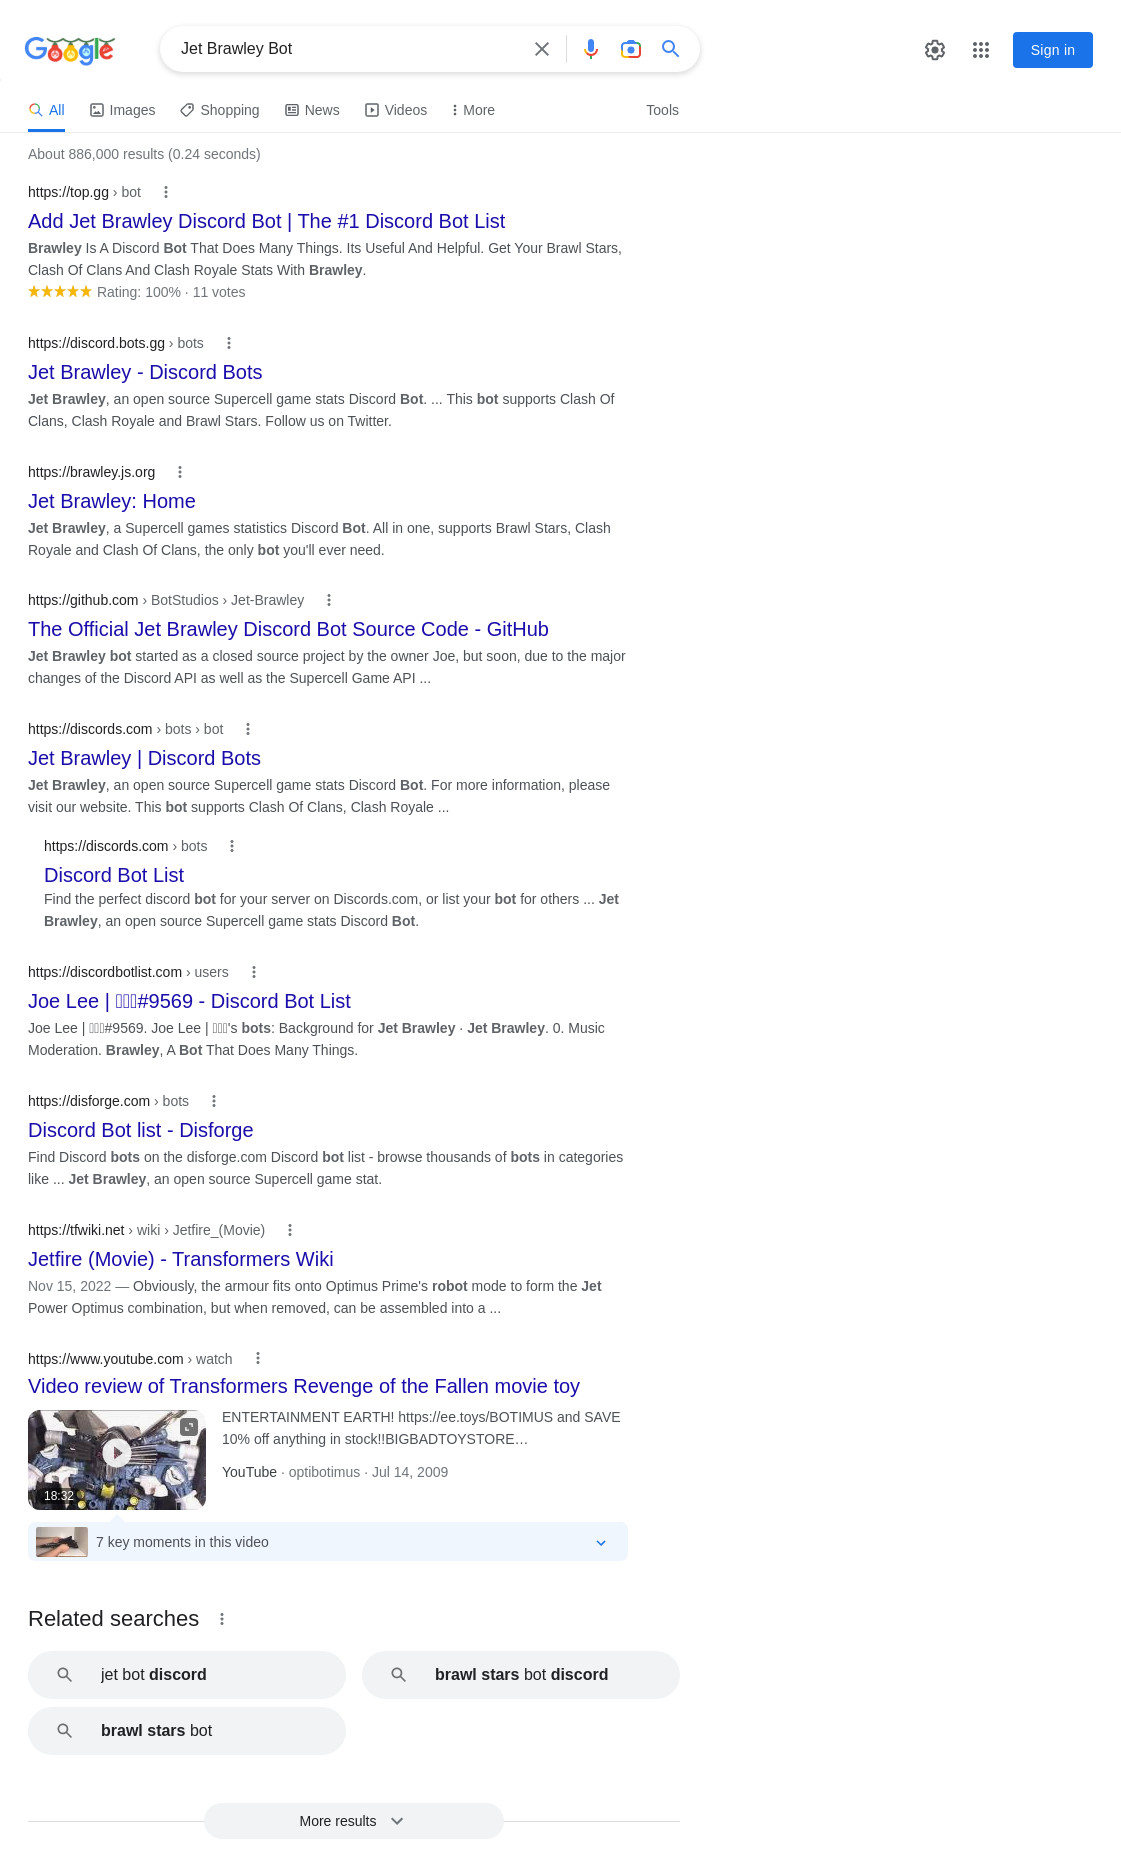 Google
Jet Brawley Bot
Sign in
All
Images
Shopping
News
Videos
More
Tools
About 886,000 results (0.24 seconds)
https://top.gg › bot
Add Jet Brawley Discord Bot | The #1 Discord Bot List
Brawley Is A Discord Bot That Does Many Things. Its Useful And Helpful. Get Your Brawl Stars,
Clash Of Clans And Clash Royale Stats With Brawley.
Rating: 100% · 11 votes
https://discord.bots.gg › bots
Jet Brawley - Discord Bots
Jet Brawley, an open source Supercell game stats Discord Bot. ... This bot supports Clash Of
Clans, Clash Royale and Brawl Stars. Follow us on Twitter.
https://brawley.js.org
Jet Brawley: Home
Jet Brawley, a Supercell games statistics Discord Bot. All in one, supports Brawl Stars, Clash
Royale and Clash Of Clans, the only bot you'll ever need.
https://github.com › BotStudios › Jet-Brawley
The Official Jet Brawley Discord Bot Source Code - GitHub
Jet Brawley bot started as a closed source project by the owner Joe, but soon, due to the major
changes of the Discord API as well as the Supercell Game API ...
https://discords.com › bots › bot
Jet Brawley | Discord Bots
Jet Brawley, an open source Supercell game stats Discord Bot. For more information, please
visit our website. This bot supports Clash Of Clans, Clash Royale ...
https://discords.com › bots
Discord Bot List
Find the perfect discord bot for your server on Discords.com, or list your bot for others ... Jet
Brawley, an open source Supercell game stats Discord Bot.
https://discordbotlist.com › users
Joe Lee | #9569 - Discord Bot List
Joe Lee | #9569. Joe Lee | 's bots: Background for Jet Brawley · Jet Brawley. 0. Music
Moderation. Brawley, A Bot That Does Many Things.
https://disforge.com › bots
Discord Bot list - Disforge
Find Discord bots on the disforge.com Discord bot list - browse thousands of bots in categories
like ... Jet Brawley, an open source Supercell game stat.
https://tfwiki.net › wiki › Jetfire_(Movie)
Jetfire (Movie) - Transformers Wiki
Nov 15, 2022 — Obviously, the armour fits onto Optimus Prime's robot mode to form the Jet
Power Optimus combination, but when removed, can be assembled into a ...
https://www.youtube.com › watch
Video review of Transformers Revenge of the Fallen movie toy
ENTERTAINMENT EARTH! https://ee.toys/BOTIMUS and SAVE
10% off anything in stock!!BIGBADTOYSTORE…
YouTube · optibotimus · Jul 14, 2009
18:32
7 key moments in this video
Related searches
jet bot discord
brawl stars bot discord
brawl stars bot
More results